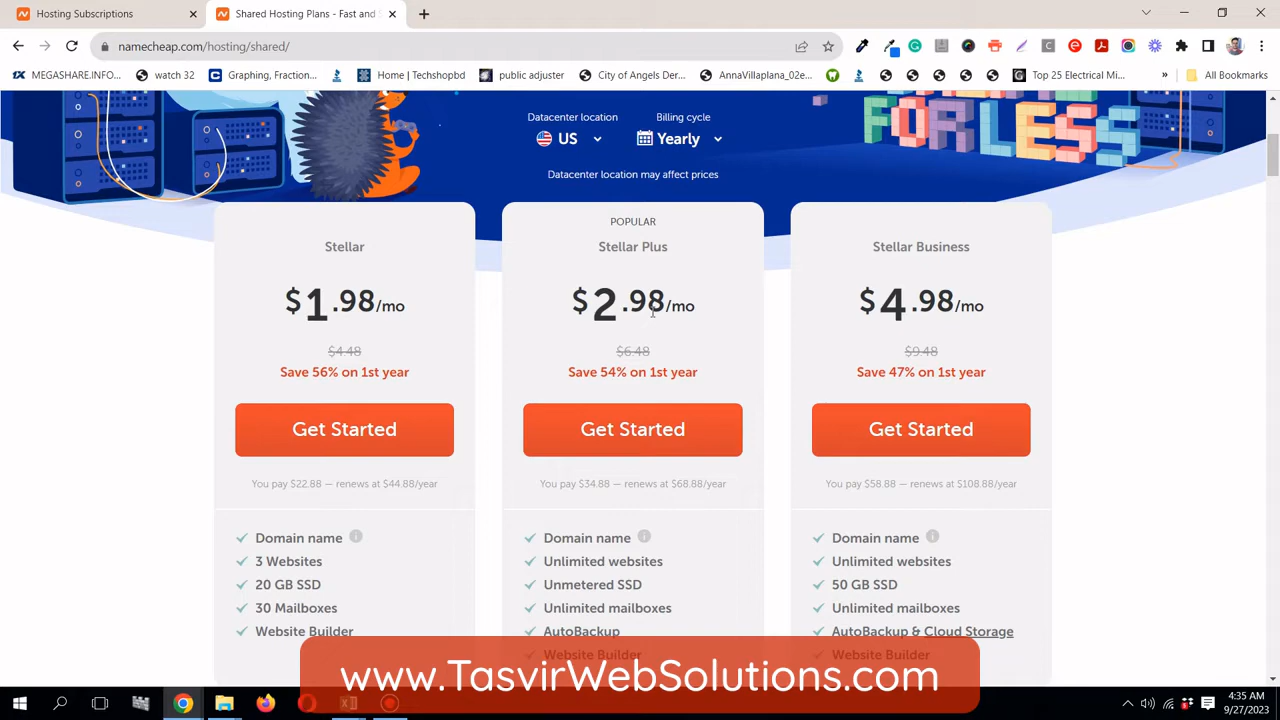 Hosting Subscriptions
Shared Hosting Plans - Fast and S
namecheap.com/hosting/shared/
MEGASHARE.INFO...
watch 32
Graphing, Fraction...
Home | Techshopbd
public adjuster
City of Angels Der...
AnnaVillaplana_02e...
Top 25 Electrical Mi...
»
All Bookmarks
FORLESS
Datacenter location
Billing cycle
US
Yearly
Datacenter location may affect prices
Stellar
$1.98/mo
$4.48
Save 56% on 1st year
Get Started
You pay $22.88 — renews at $44.88/year
Domain name
3 Websites
20 GB SSD
30 Mailboxes
Website Builder
POPULAR
Stellar Plus
$2.98/mo
$6.48
Save 54% on 1st year
Get Started
You pay $34.88 — renews at $68.88/year
Domain name
Unlimited websites
Unmetered SSD
Unlimited mailboxes
AutoBackup
Website Builder
Stellar Business
$4.98/mo
$9.48
Save 47% on 1st year
Get Started
You pay $58.88 — renews at $108.88/year
Domain name
Unlimited websites
50 GB SSD
Unlimited mailboxes
AutoBackup & Cloud Storage
Website Builder
www.TasvirWebSolutions.com
4:35 AM
9/27/2023